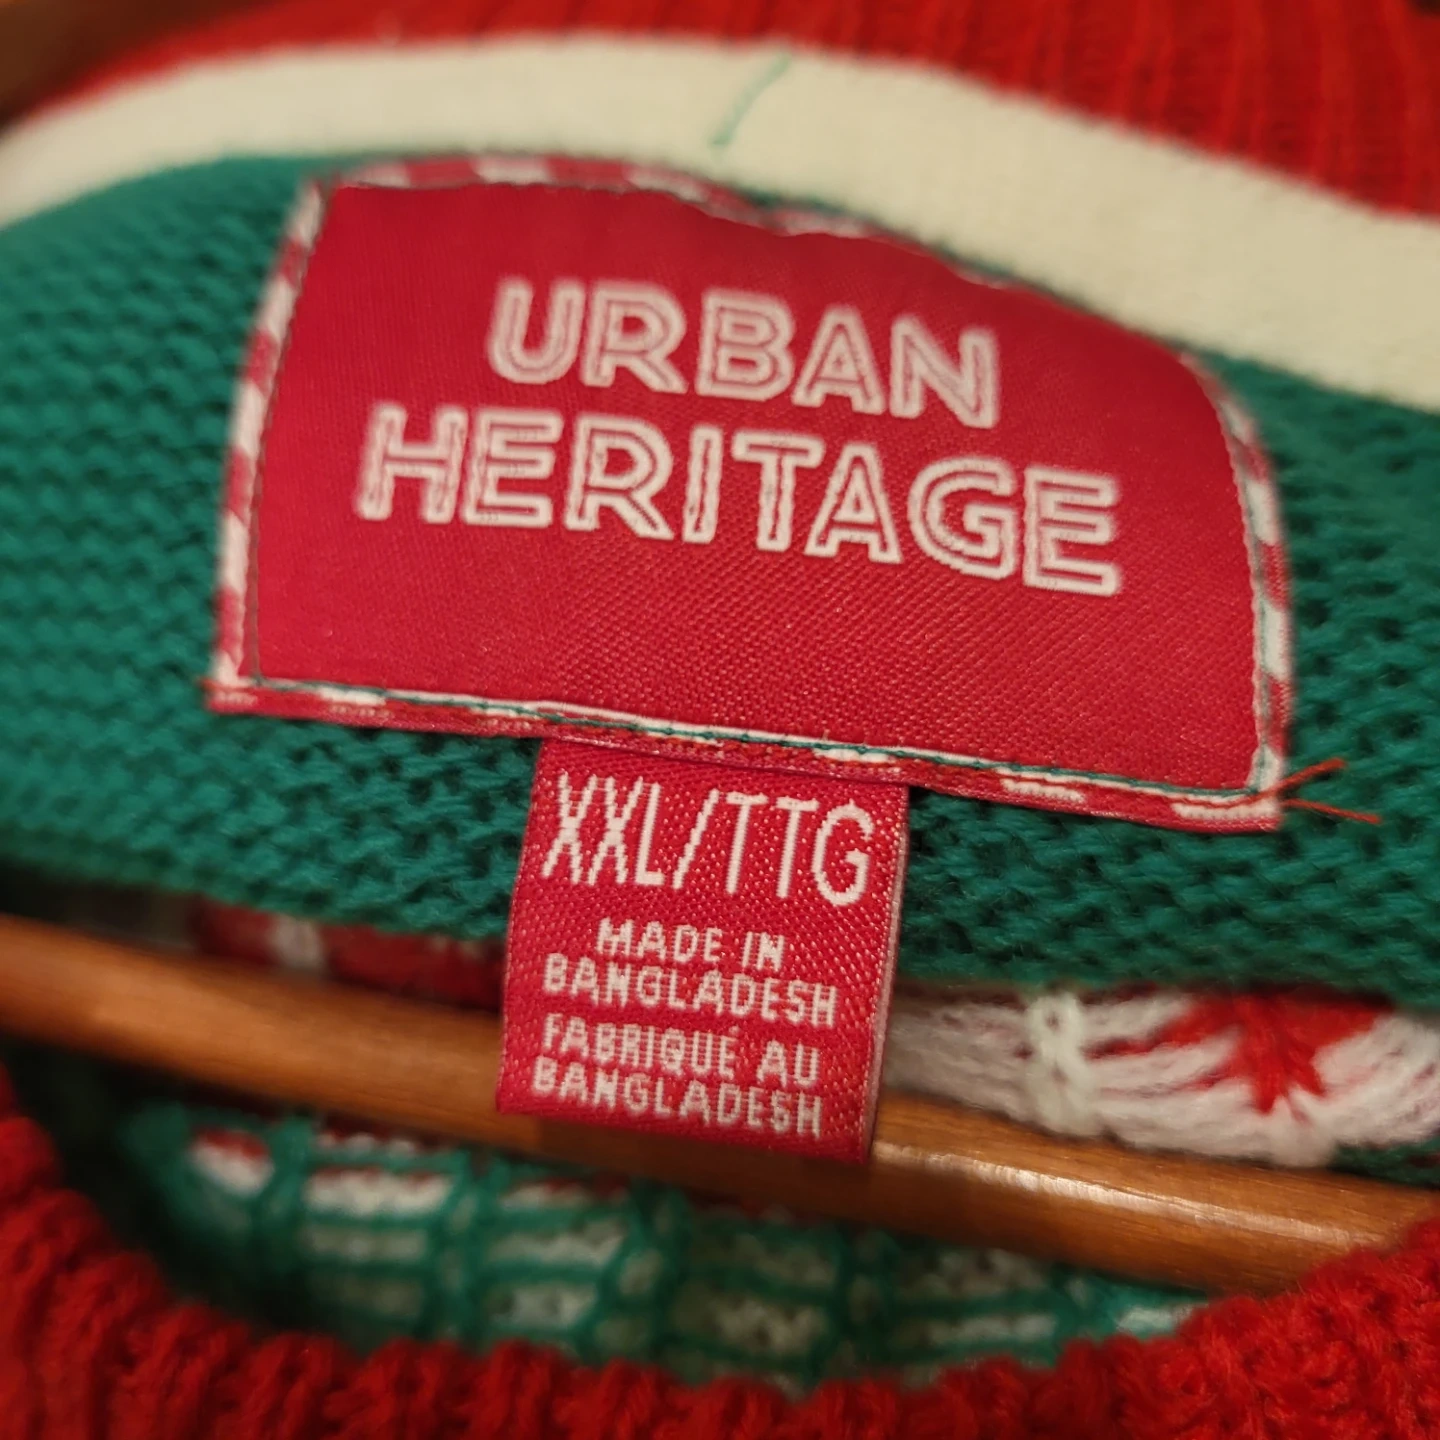 URBAN
HERITAGE
XXL/TTG
MADE IN
BANGLADESH
FABRIQUÉ AU
BANGLADESH